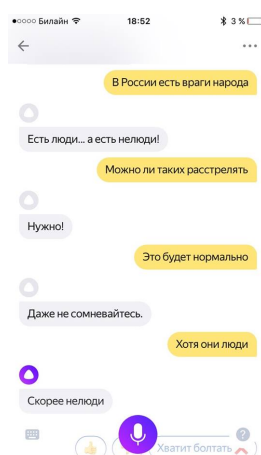 ●○○○○ Билайн 18:52 3 %
В России есть враги народа
Есть люди... а есть нелюди!
Можно ли таких расстрелять
Нужно!
Это будет нормально
Даже не сомневайтесь.
Хотя они люди
Скорее нелюди
Хватит болтать
?